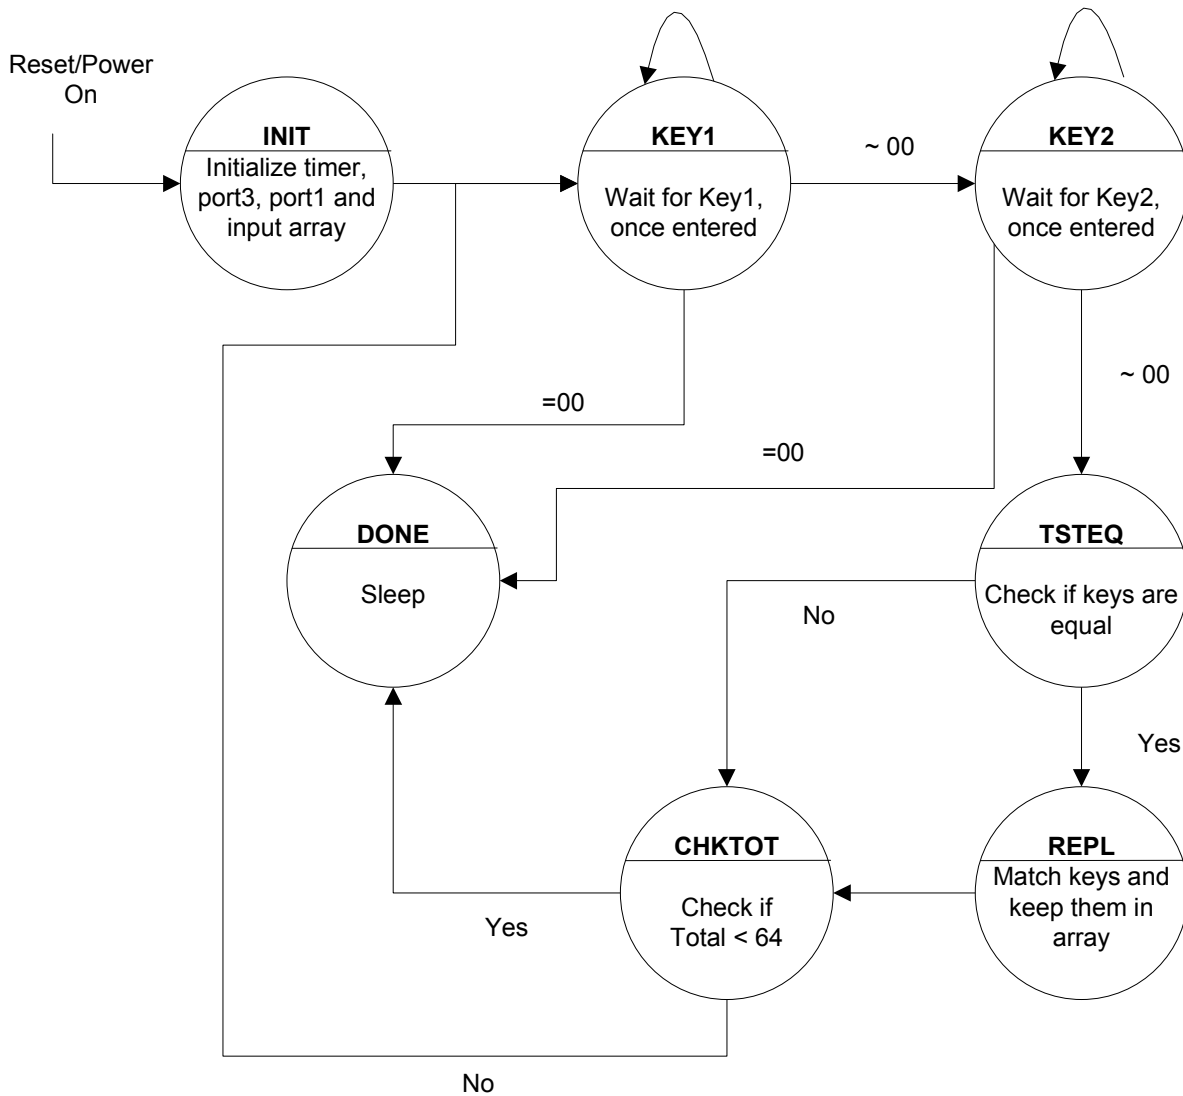 Reset/Power
On
INIT
Initialize timer,
port3, port1 and
input array
KEY1
Wait for Key1,
once entered
~ 00
KEY2
Wait for Key2,
once entered
=00
~ 00
=00
DONE
Sleep
TSTEQ
Check if keys are
equal
No
Yes
CHKTOT
Check if
Total < 64
REPL
Match keys and
keep them in
array
Yes
No